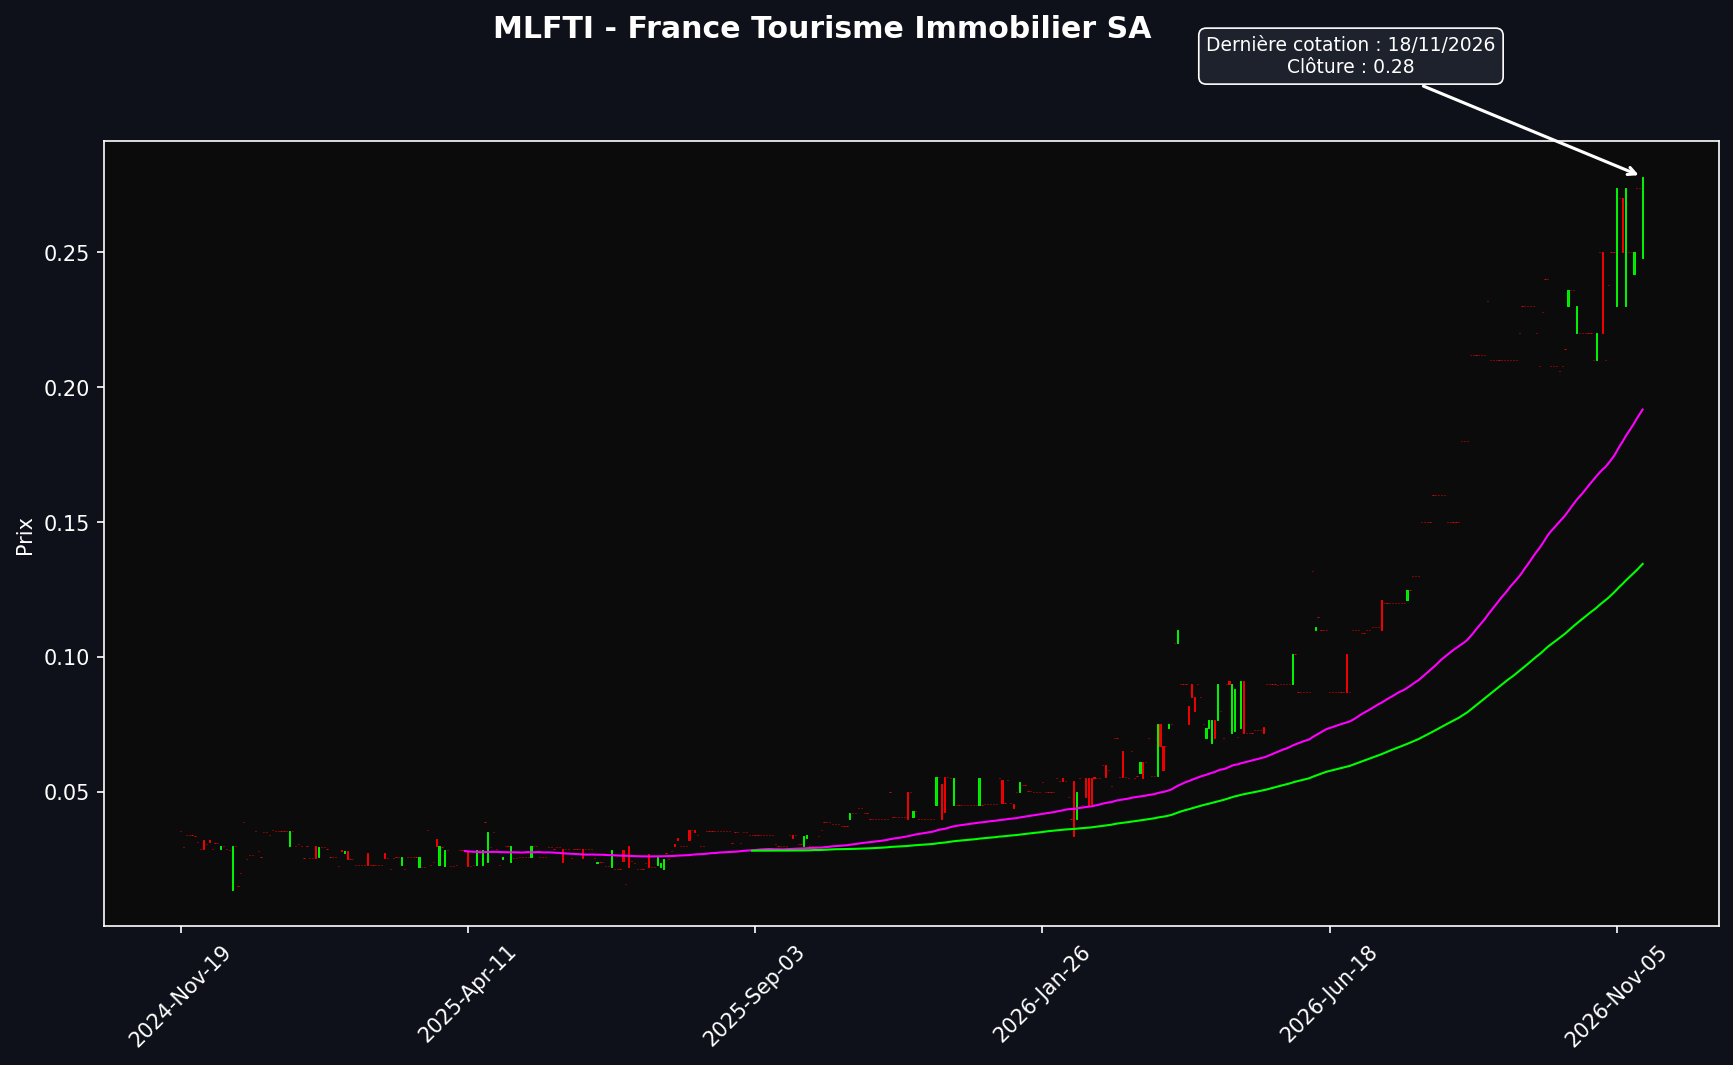 MLFTI - France Tourisme Immobilier SA
Dernière cotation : 18/11/2026
Clôture : 0.28
Prix
0.25
0.20
0.15
0.10
0.05
2024-Nov-19
2025-Apr-11
2025-Sep-03
2026-Jan-26
2026-Jun-18
2026-Nov-05